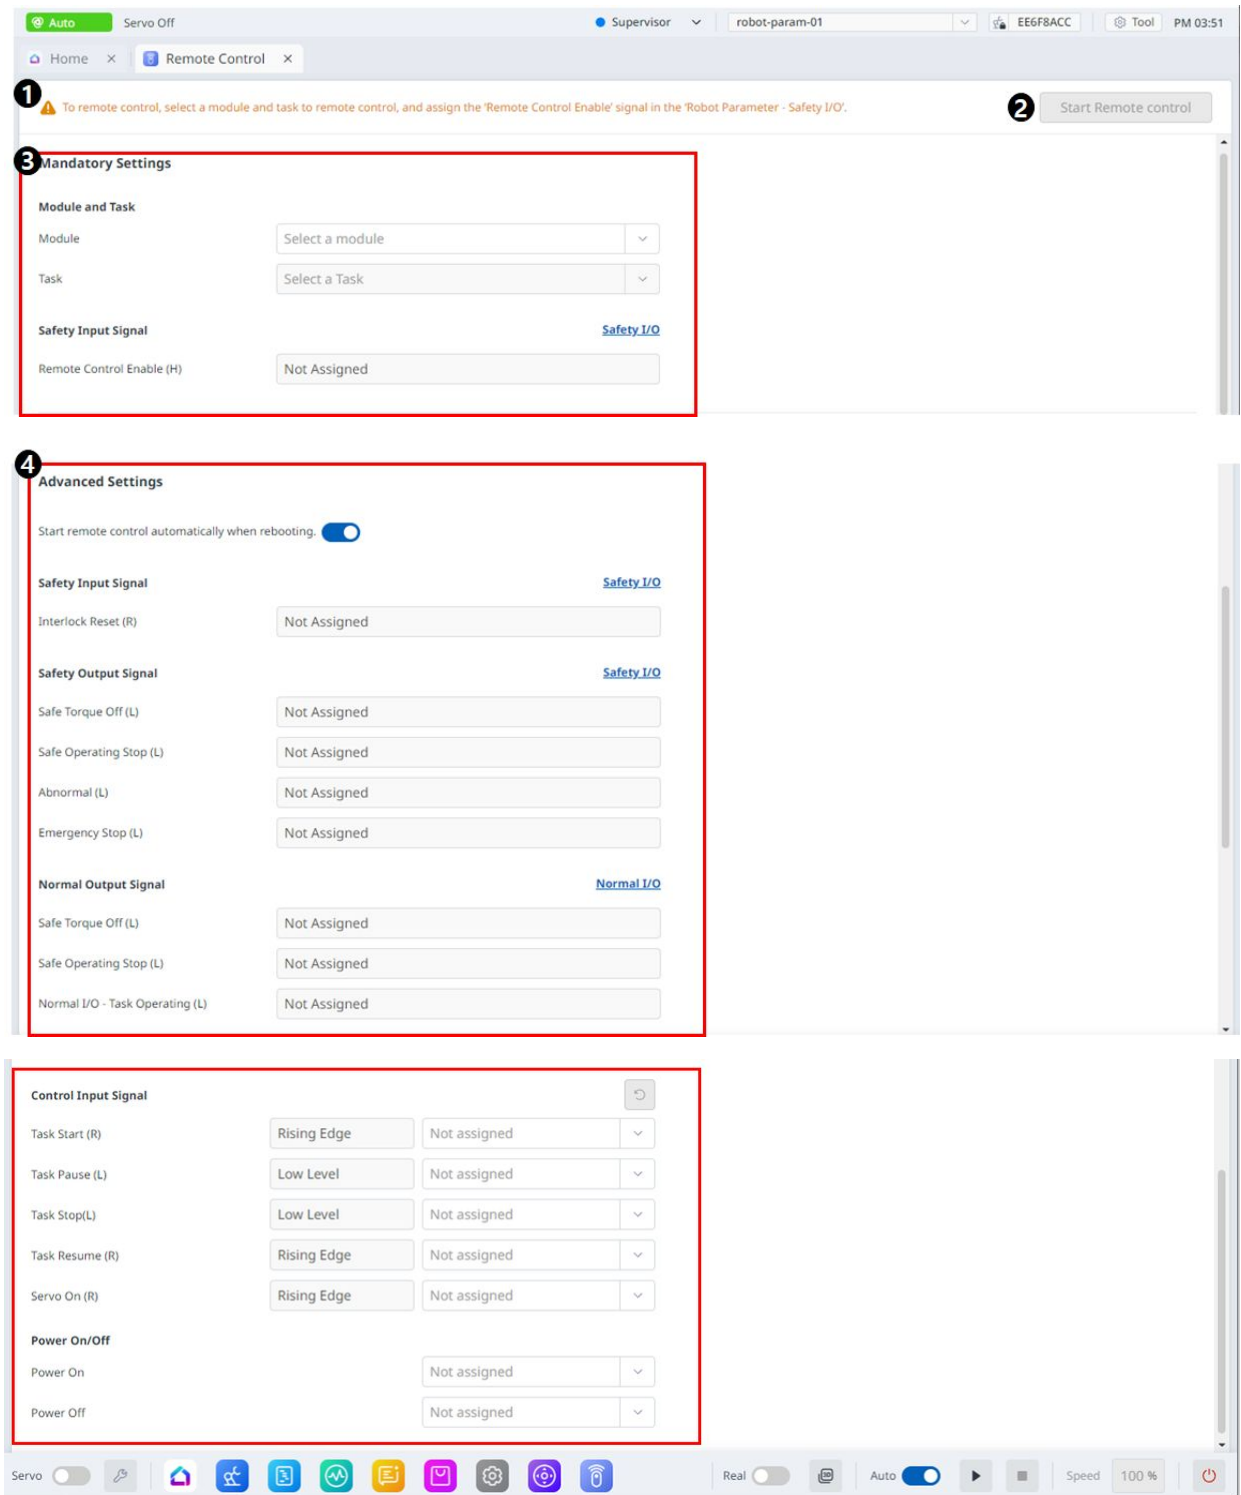 Auto Servo Off Supervisor robot-param-01 EE6F8ACC Tool PM 03:51
Home × Remote Control ×
1 To remote control, select a module and task to remote control, and assign the 'Remote Control Enable' signal in the 'Robot Parameter - Safety I/O'. 2 Start Remote control
3 Mandatory Settings
Module and Task
Module Select a module
Task Select a Task
Safety Input Signal Safety I/O
Remote Control Enable (H) Not Assigned
4 Advanced Settings
Start remote control automatically when rebooting.
Safety Input Signal Safety I/O
Interlock Reset (R) Not Assigned
Safety Output Signal Safety I/O
Safe Torque Off (L) Not Assigned
Safe Operating Stop (L) Not Assigned
Abnormal (L) Not Assigned
Emergency Stop (L) Not Assigned
Normal Output Signal Normal I/O
Safe Torque Off (L) Not Assigned
Safe Operating Stop (L) Not Assigned
Normal I/O - Task Operating (L) Not Assigned
Control Input Signal
Task Start (R) Rising Edge Not assigned
Task Pause (L) Low Level Not assigned
Task Stop(L) Low Level Not assigned
Task Resume (R) Rising Edge Not assigned
Servo On (R) Rising Edge Not assigned
Power On/Off
Power On Not assigned
Power Off Not assigned
Servo Real Auto Speed 100 %